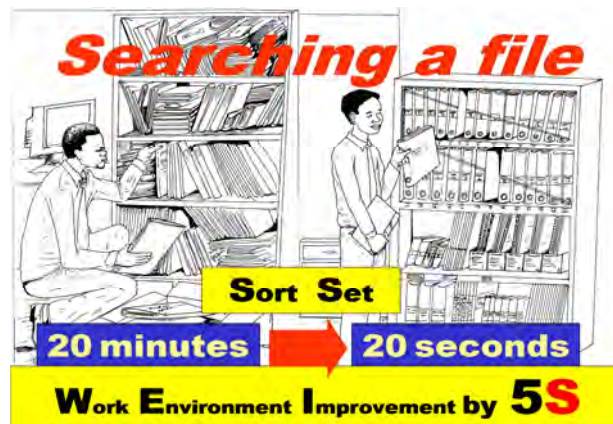 Searching a file
Sort Set
20 minutes
20 seconds
Work Environment Improvement by 5S